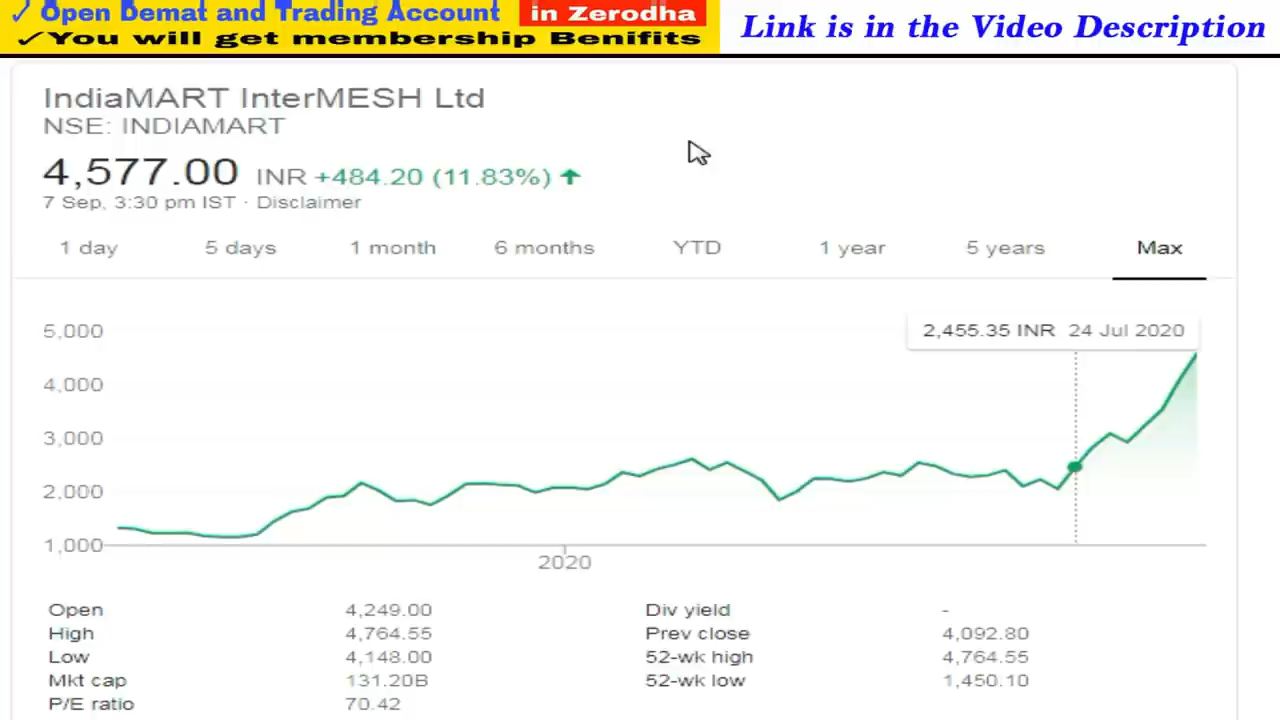 ✓ Open Demat and Trading Account in Zerodha
✓You will get membership Benifits
Link is in the Video Description
IndiaMART InterMESH Ltd
NSE: INDIAMART
4,577.00 INR +484.20 (11.83%) ↑
7 Sep, 3:30 pm IST · Disclaimer
1 day 5 days 1 month 6 months YTD 1 year 5 years Max
2,455.35 INR 24 Jul 2020
5,000
4,000
3,000
2,000
1,000
2020
Open 4,249.00 Div yield -
High 4,764.55 Prev close 4,092.80
Low 4,148.00 52-wk high 4,764.55
Mkt cap 131.20B 52-wk low 1,450.10
P/E ratio 70.42